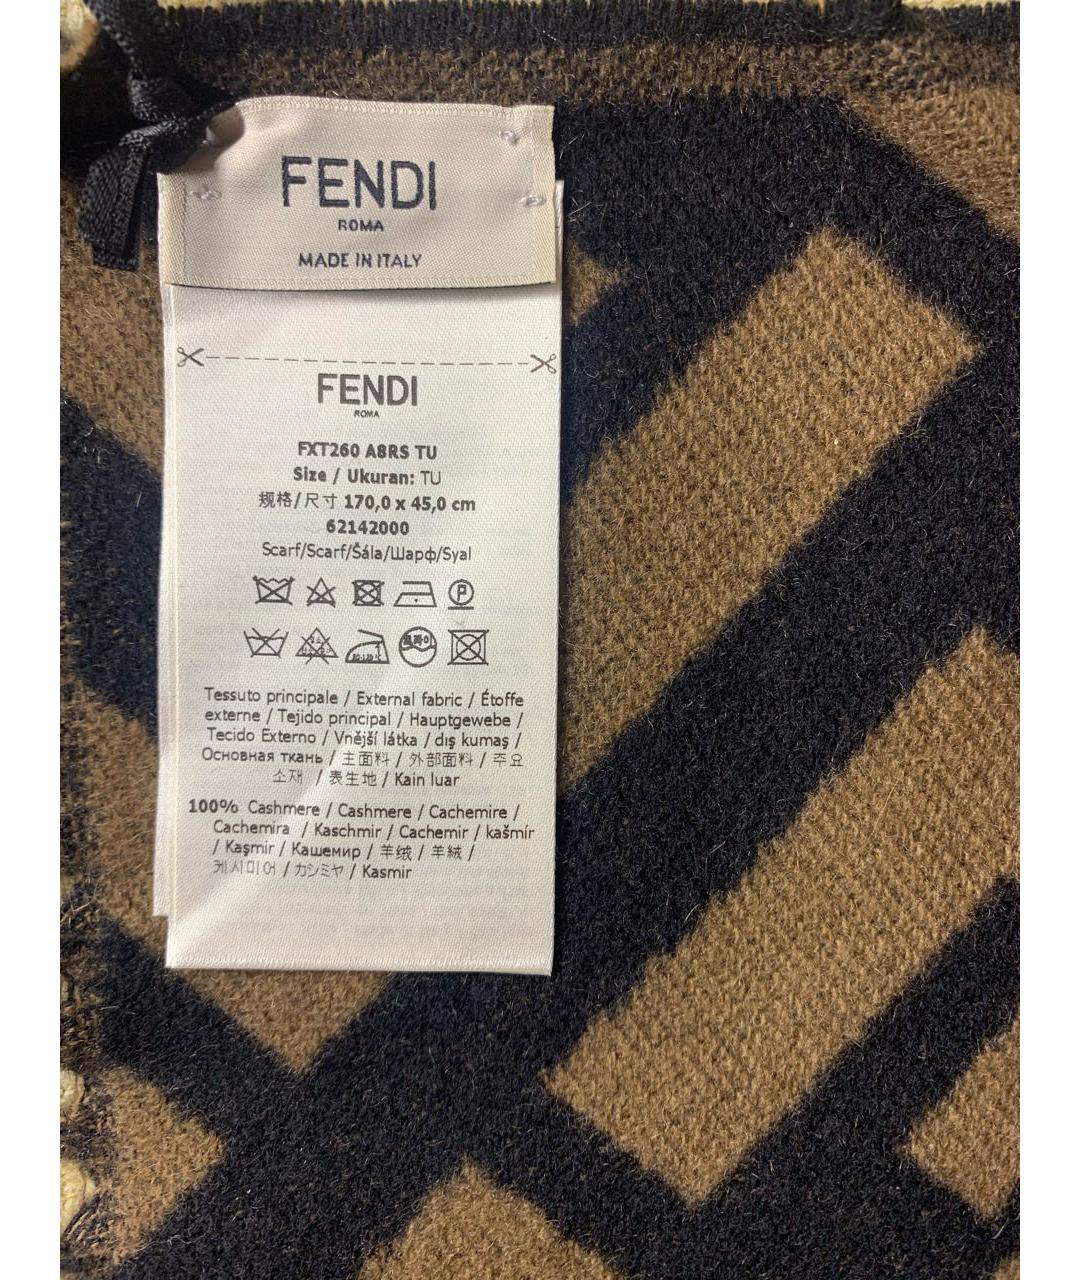 FENDI
ROMA
MADE IN ITALY
FENDI
ROMA
FXT260 A8RS TU
Size / Ukuran: TU
规格/尺寸 170,0 x 45,0 cm
62142000
Scarf/Scarf/Šála/Шарф/Syal
P
Tessuto principale / External fabric / Étoffe
externe / Tejido principal / Hauptgewebe /
Tecido Externo / Vnější látka / dış kumaş /
Основная ткань / 主面料 / 外部面料 / 주요
소재 / 表生地 / Kain luar
100% Cashmere / Cashmere / Cachemire /
Cachemira / Kaschmir / Cachemir / kašmír
/ Kaşmir / Кашемир / 羊绒 / 羊絨 /
캐시미어 / カシミヤ / Kasmir